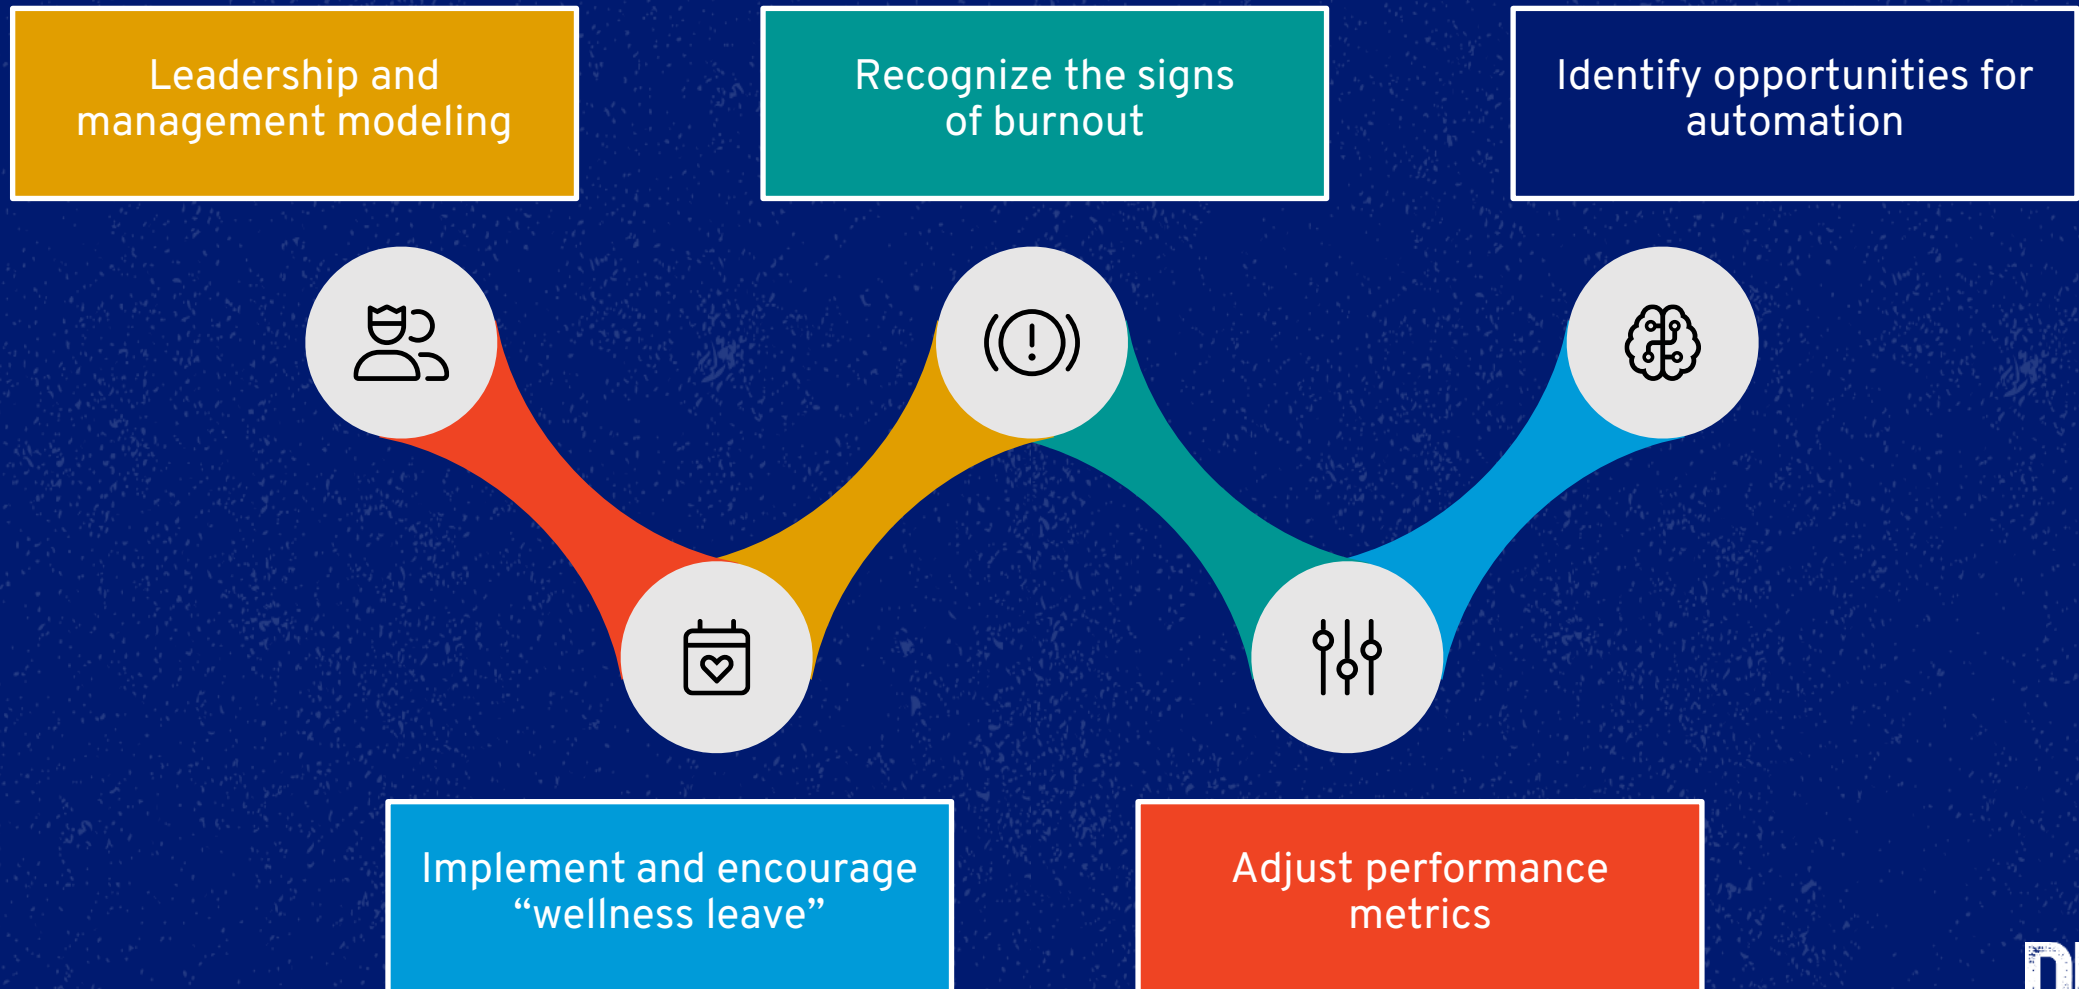 Leadership and
management modeling
Recognize the signs
of burnout
Identify opportunities for
automation
Implement and encourage
“wellness leave”
Adjust performance
metrics